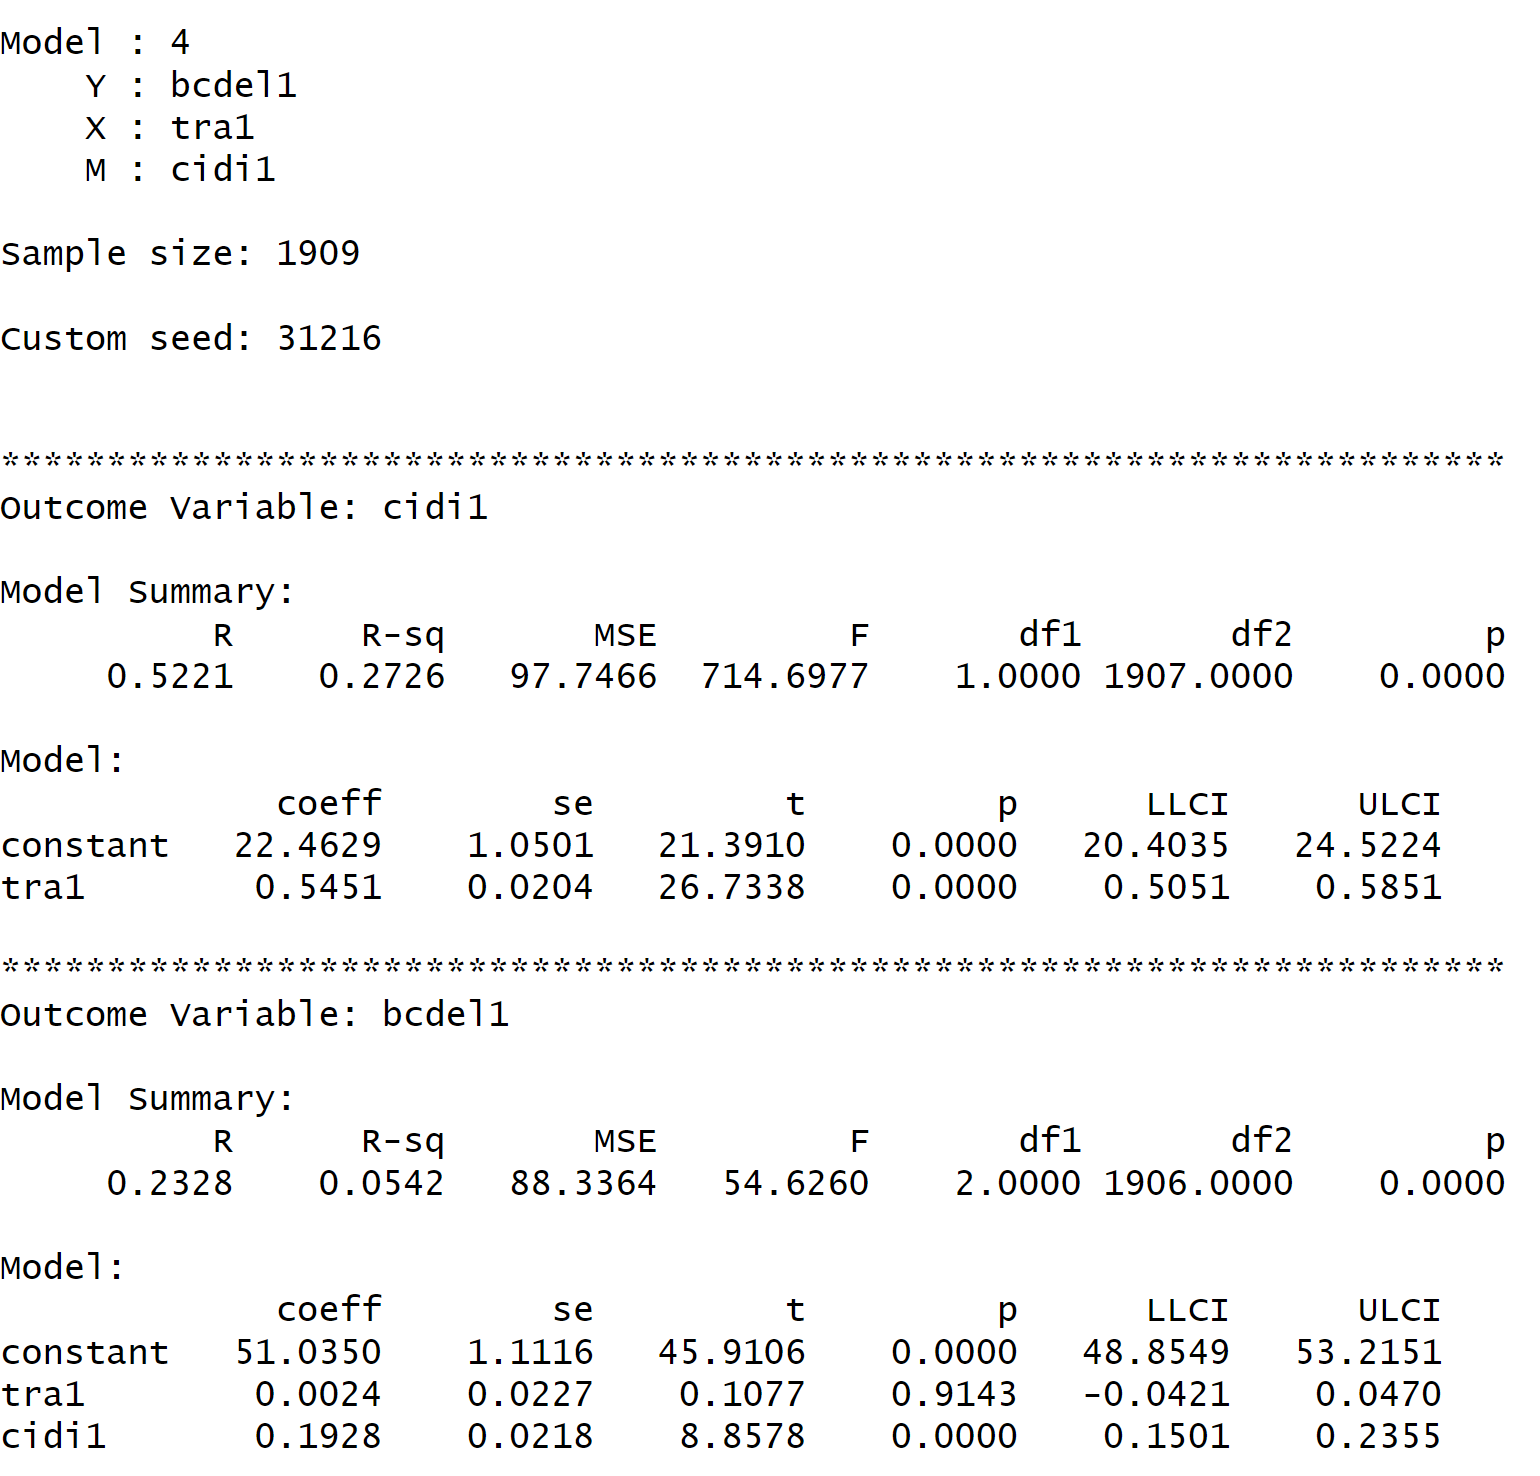 Model : 4
    Y : bcdel1
    X : tra1
    M : cidi1

Sample size: 1909

Custom seed: 31216


***********************************************************************
Outcome Variable: cidi1

Model Summary:
          R      R-sq       MSE         F       df1       df2         p
     0.5221    0.2726   97.7466  714.6977    1.0000 1907.0000    0.0000

Model:
             coeff        se         t         p      LLCI      ULCI
constant   22.4629    1.0501   21.3910    0.0000   20.4035   24.5224
tra1        0.5451    0.0204   26.7338    0.0000    0.5051    0.5851

***********************************************************************
Outcome Variable: bcdel1

Model Summary:
          R      R-sq       MSE         F       df1       df2         p
     0.2328    0.0542   88.3364   54.6260    2.0000 1906.0000    0.0000

Model:
             coeff        se         t         p      LLCI      ULCI
constant   51.0350    1.1116   45.9106    0.0000   48.8549   53.2151
tra1        0.0024    0.0227    0.1077    0.9143   -0.0421    0.0470
cidi1       0.1928    0.0218    8.8578    0.0000    0.1501    0.2355